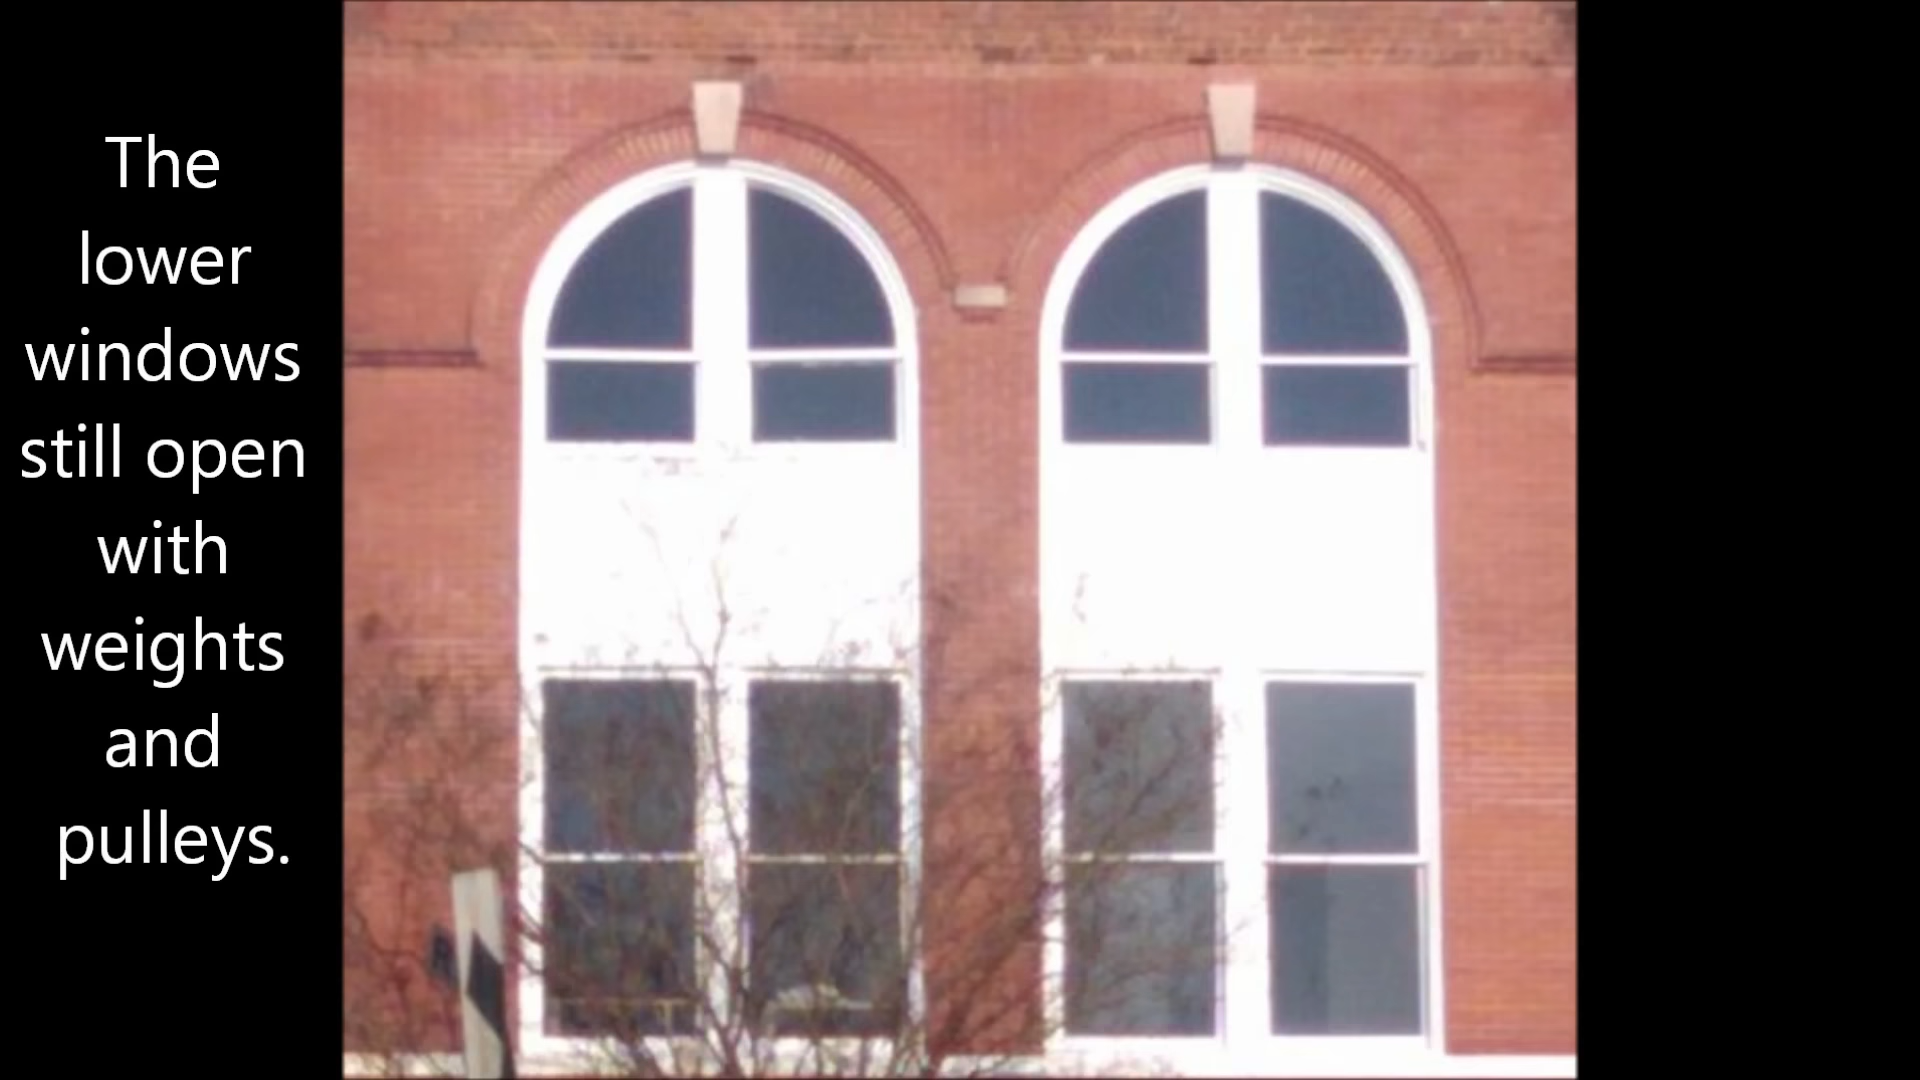 The
lower
windows
still open
with
weights
and
pulleys.